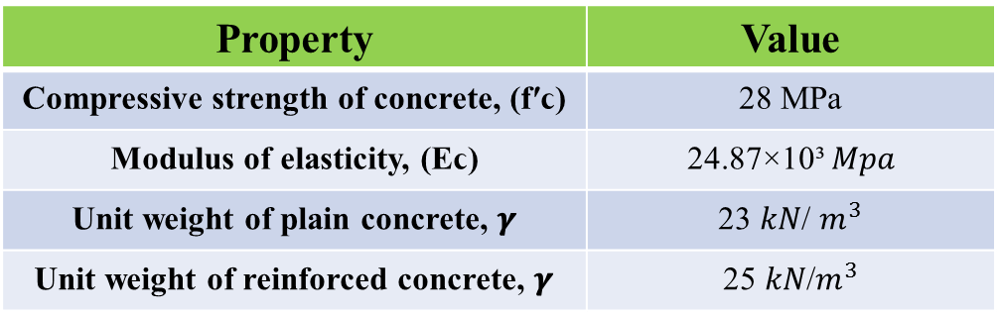 Property Value
Compressive strength of concrete, (f′c) 28 MPa
Modulus of elasticity, (Ec) 24.87×10³ Mpa
Unit weight of plain concrete, γ 23 kN/ m³
Unit weight of reinforced concrete, γ 25 kN/m³